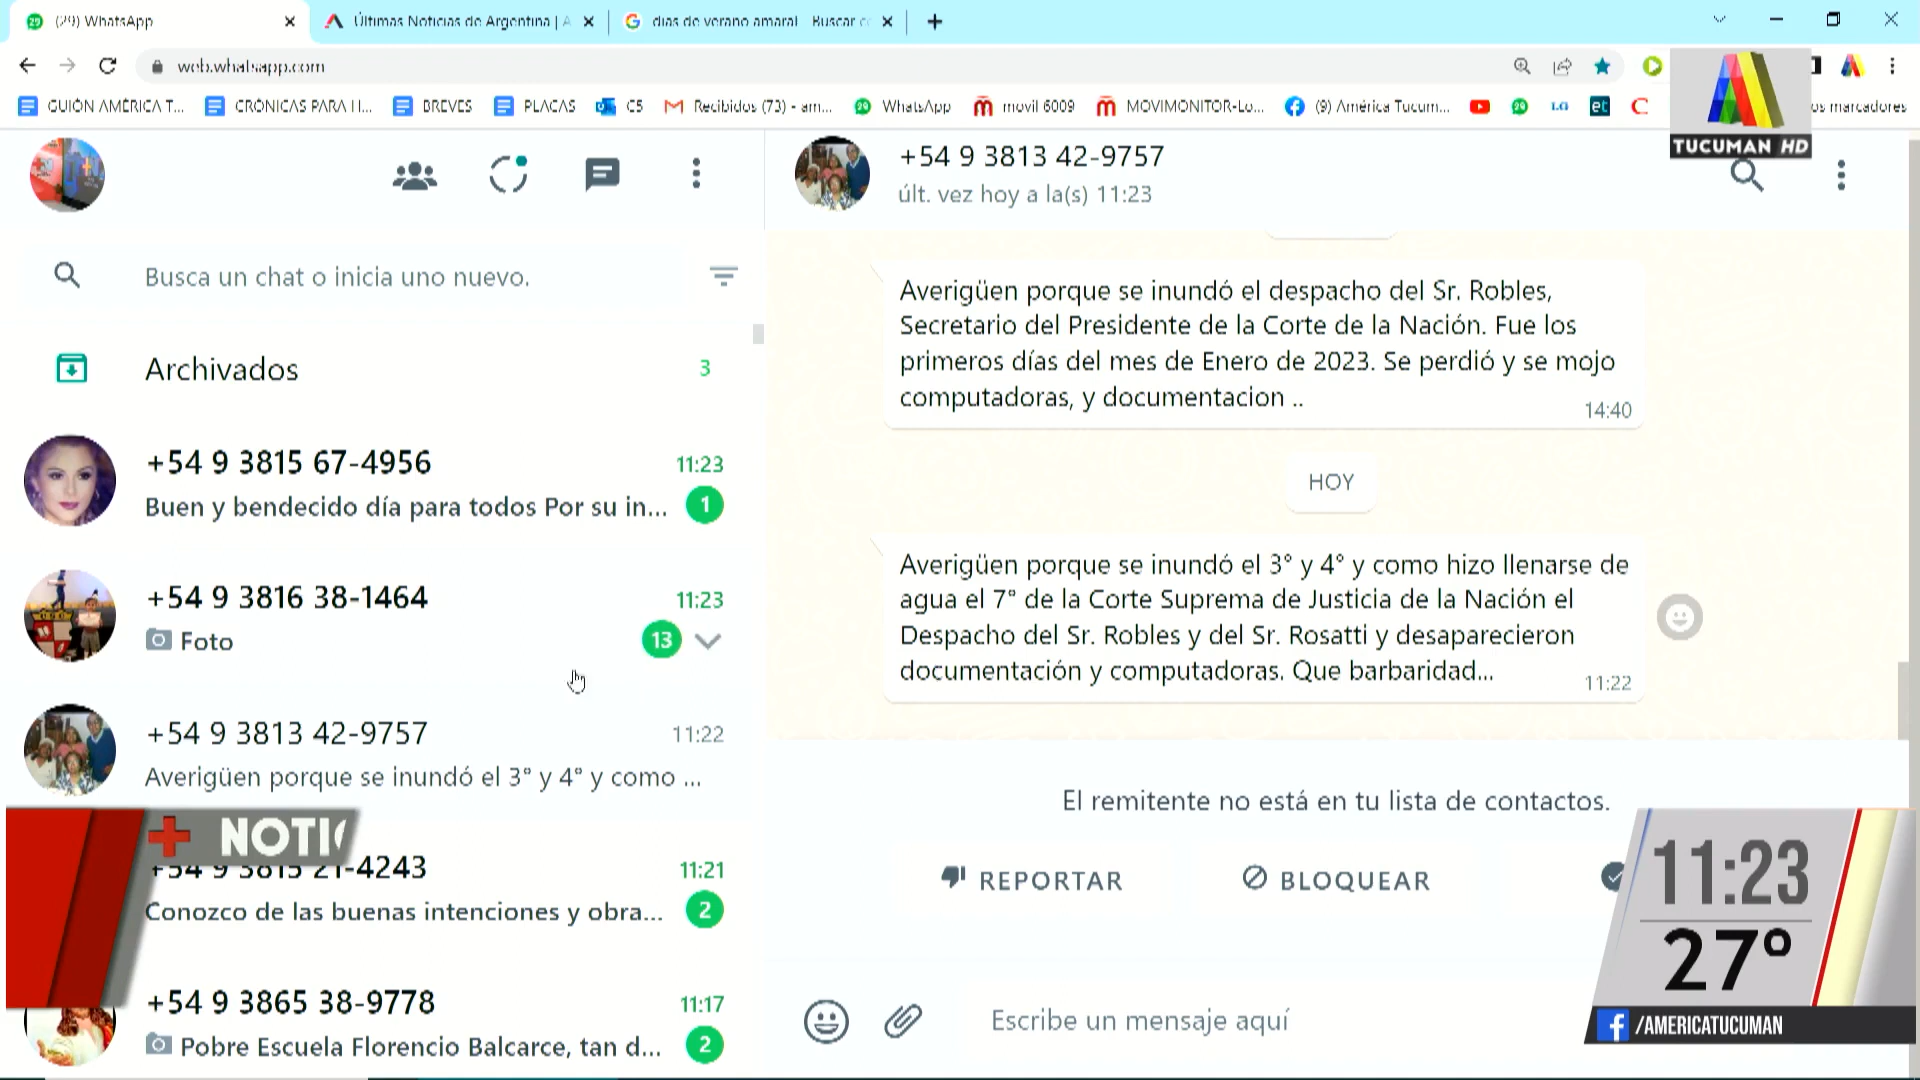 (29) WhatsApp
Últimas Noticias de Argentina | A
dias de verano amaral - Buscar c
web.whatsapp.com
GUIÓN AMÉRICA T...
CRÓNICAS PARA
BREVES
PLACAS
C5
Recibidos (73) - am...
WhatsApp
movil 6009
MOVIMONITOR-Lo...
(9) América Tucum...
LG
et
C
os marcadores
TUCUMAN HD
+54 9 3813 42-9757
últ. vez hoy a la(s) 11:23
Busca un chat o inicia uno nuevo.
Archivados
3
+54 9 3815 67-4956
11:23
Buen y bendecido día para todos Por su in...
1
+54 9 3816 38-1464
11:23
Foto
13
+54 9 3813 42-9757
11:22
Averigüen porque se inundó el 3° y 4° y como ...
+54 9 3815 21-4243
11:21
Conozco de las buenas intenciones y obra...
2
+54 9 3865 38-9778
11:17
Pobre Escuela Florencio Balcarce, tan d...
2
Averigüen porque se inundó el despacho del Sr. Robles,
Secretario del Presidente de la Corte de la Nación. Fue los
primeros días del mes de Enero de 2023. Se perdió y se mojo
computadoras, y documentacion ..
14:40
HOY
Averigüen porque se inundó el 3° y 4° y como hizo llenarse de
agua el 7° de la Corte Suprema de Justicia de la Nación el
Despacho del Sr. Robles y del Sr. Rosatti y desaparecieron
documentación y computadoras. Que barbaridad...
11:22
El remitente no está en tu lista de contactos.
REPORTAR
BLOQUEAR
Escribe un mensaje aquí
+ NOTI
11:23
27°
/AMERICATUCUMAN